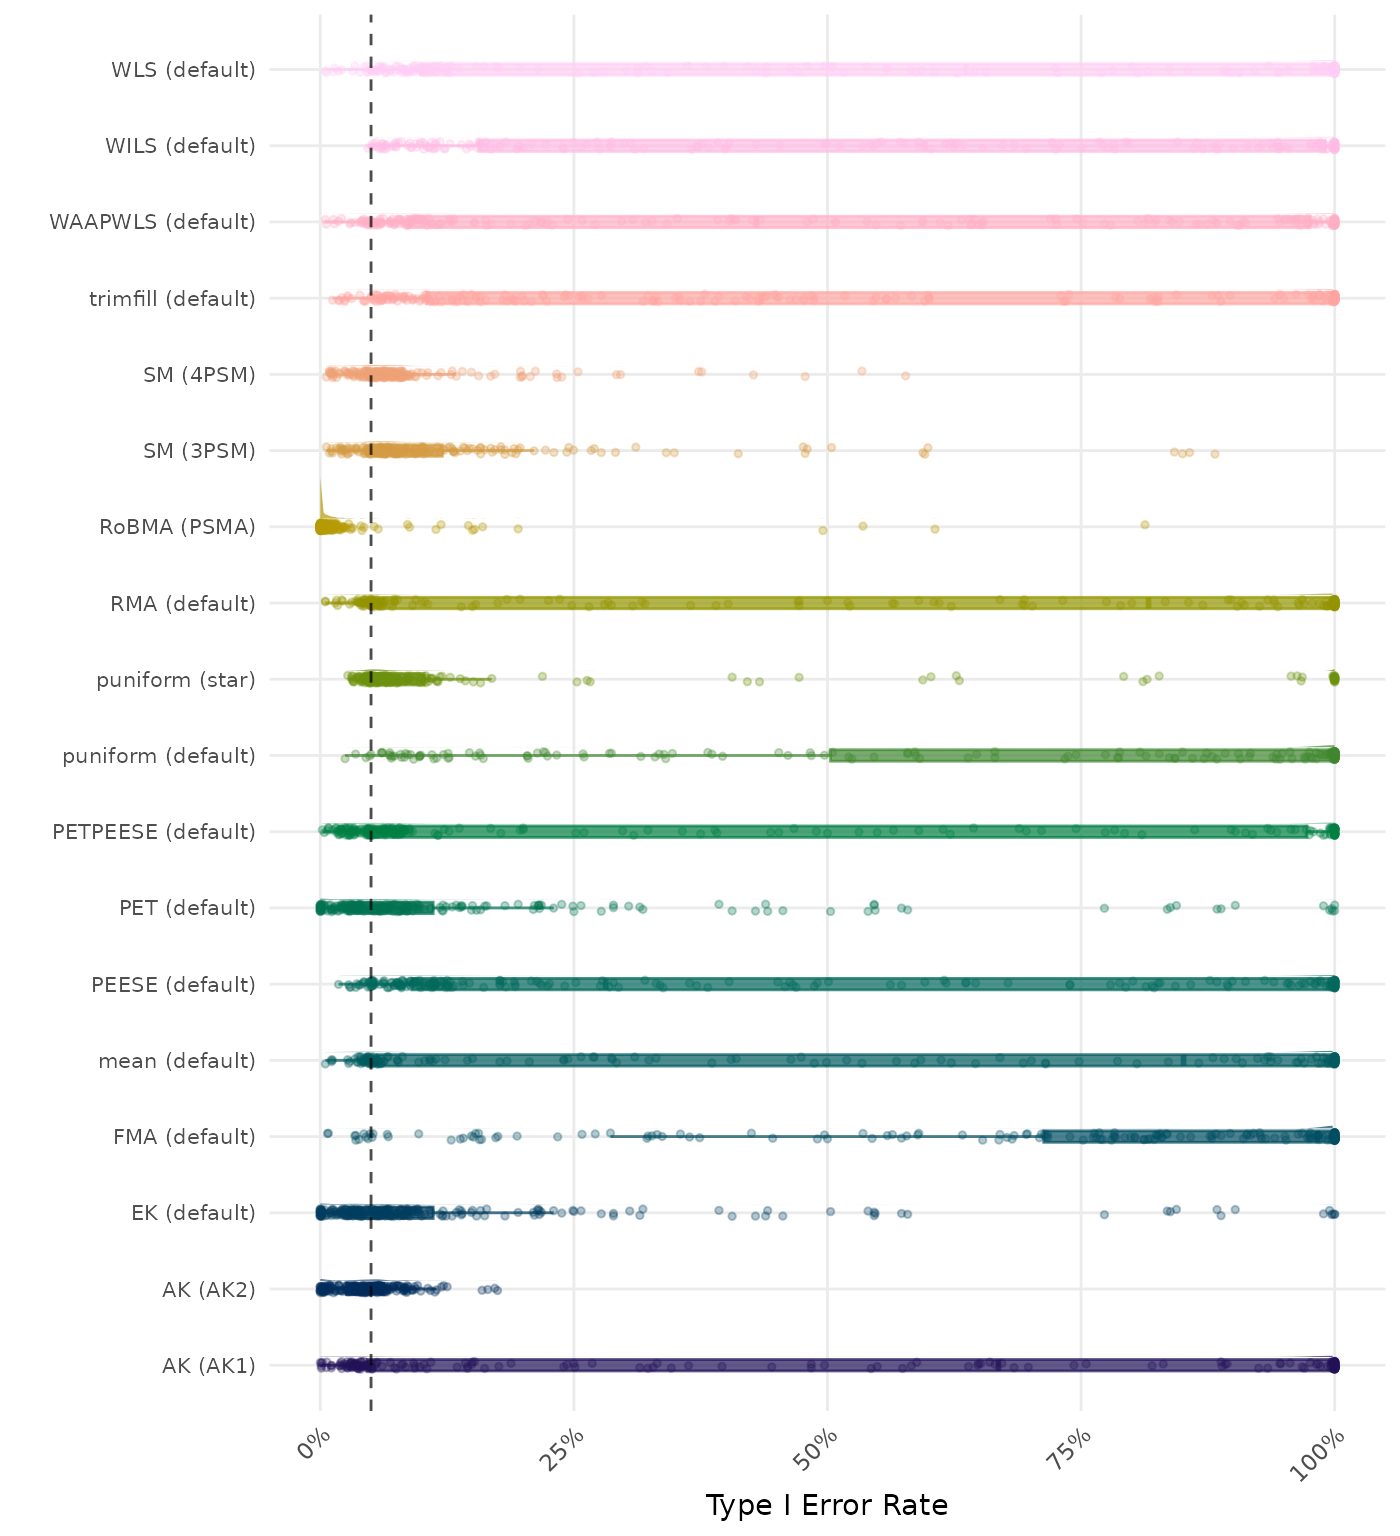 WLS (default)
WILS (default)
WAAPWLS (default)
trimfill (default)
SM (4PSM)
SM (3PSM)
RoBMA (PSMA)
RMA (default)
puniform (star)
puniform (default)
PETPEESE (default)
PET (default)
PEESE (default)
mean (default)
FMA (default)
EK (default)
AK (AK2)
AK (AK1)
0%
25%
50%
75%
100%
Type I Error Rate